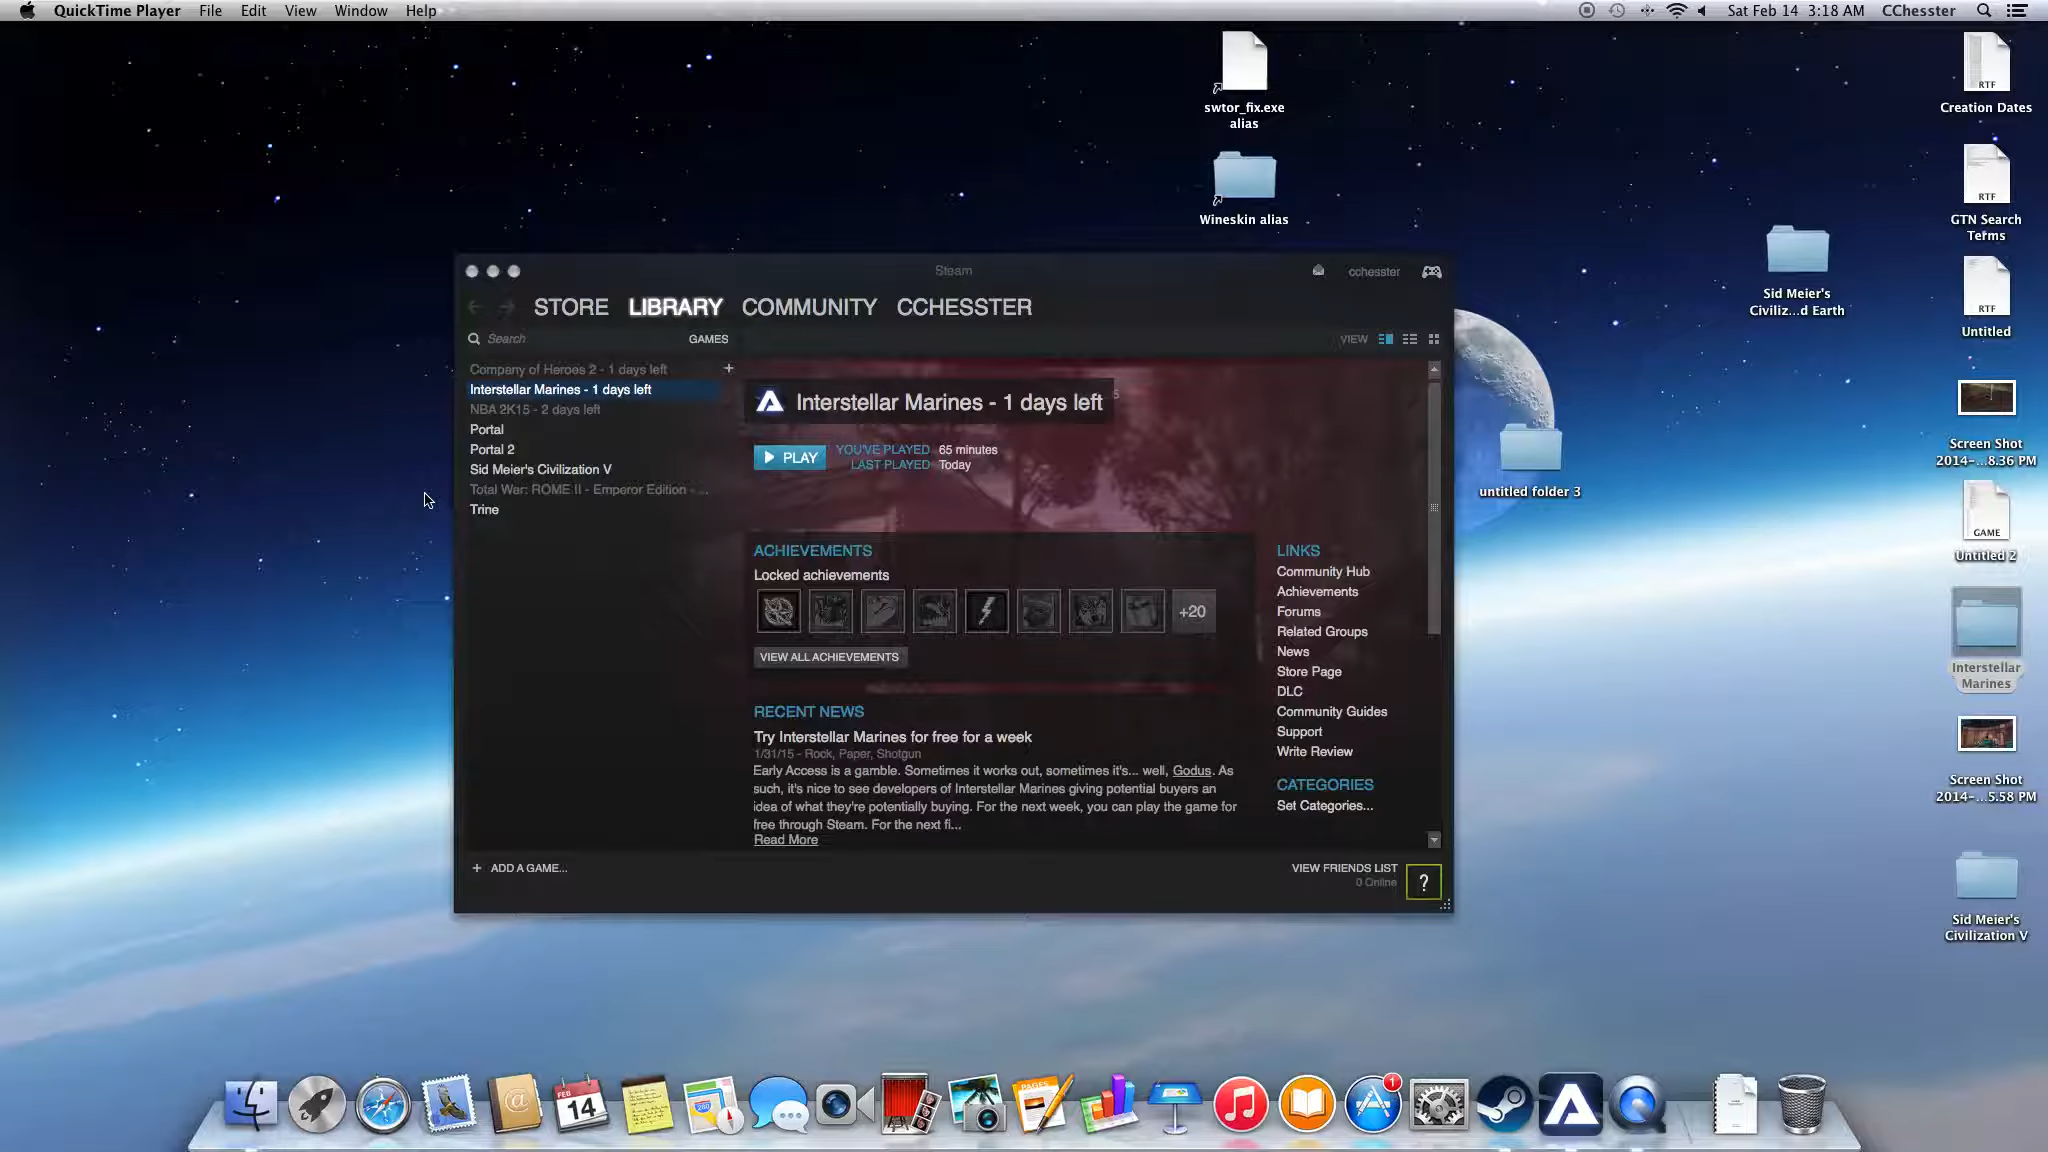 QuickTime Player File Edit View Window Help
Sat Feb 14 3:18 AM CChesster
swtor_fix.exe
alias
Wineskin alias
RTF
Creation Dates
RTF
GTN Search
Terms
RTF
Untitled
Sid Meier's
Civiliz...d Earth
Screen Shot
2014-...8.36 PM
untitled folder 3
GAME
Untitled 2
Interstellar
Marines
Screen Shot
2014-...5.58 PM
Sid Meier's
Civilization V
Steam
cchesster
STORE LIBRARY COMMUNITY CCHESSTER
Search GAMES
VIEW
Company of Heroes 2 - 1 days left
Interstellar Marines - 1 days left
NBA 2K15 - 2 days left
Portal
Portal 2
Sid Meier's Civilization V
Total War: ROME II - Emperor Edition - ...
Trine
Interstellar Marines - 1 days left
PLAY
YOU'VE PLAYED 65 minutes
LAST PLAYED Today
ACHIEVEMENTS
Locked achievements
+20
VIEW ALL ACHIEVEMENTS
LINKS
Community Hub
Achievements
Forums
Related Groups
News
Store Page
DLC
Community Guides
Support
Write Review
CATEGORIES
Set Categories...
RECENT NEWS
Try Interstellar Marines for free for a week
1/31/15 - Rock, Paper, Shotgun
Early Access is a gamble. Sometimes it works out, sometimes it's... well, Godus. As
such, it's nice to see developers of Interstellar Marines giving potential buyers an
idea of what they're potentially buying. For the next week, you can play the game for
free through Steam. For the next fi...
Read More
+ ADD A GAME...
VIEW FRIENDS LIST
0 Online
?
FEB
14
PAGES
280
1